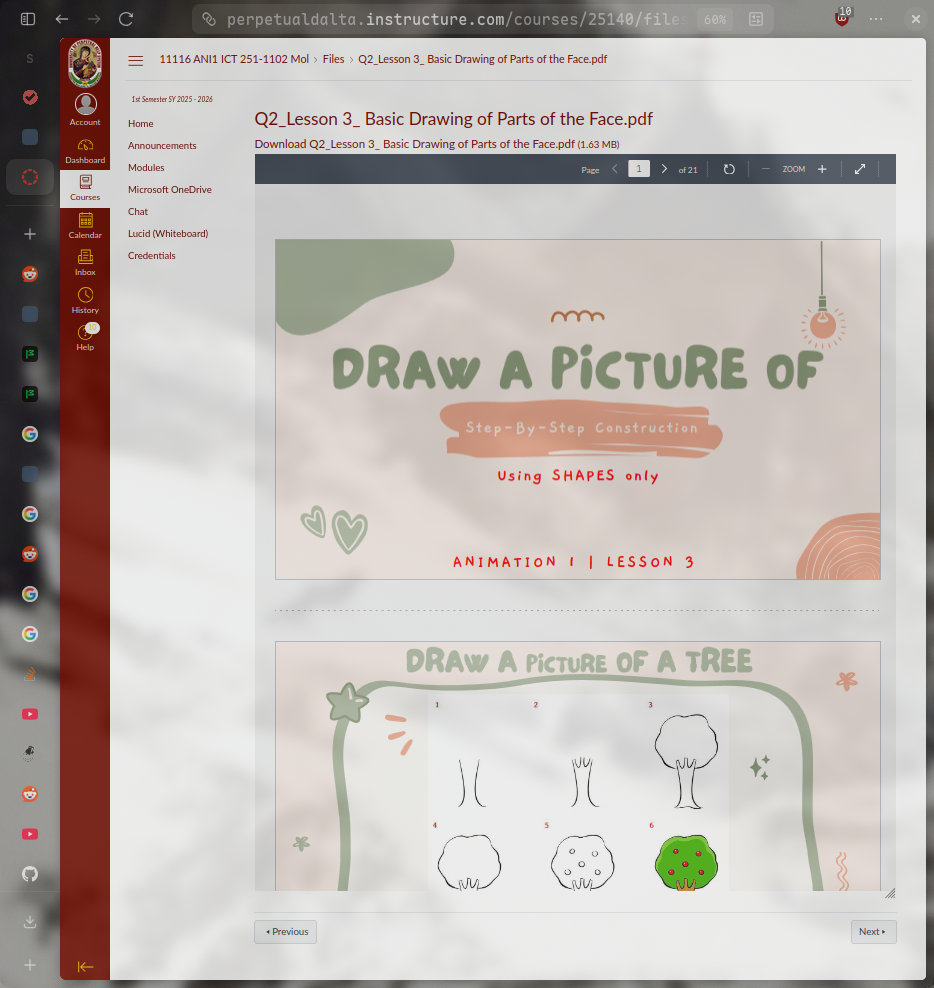 perpetualdalta.instructure.com/courses/25140/files
60%
10
S
11116 ANI1 ICT 251-1102 Mol › Files › Q2_Lesson 3_ Basic Drawing of Parts of the Face.pdf
1st Semester SY 2025 - 2026
Account
Dashboard
Courses
Calendar
Inbox
History
10
Help
Home
Announcements
Modules
Microsoft OneDrive
Chat
Lucid (Whiteboard)
Credentials
Q2_Lesson 3_ Basic Drawing of Parts of the Face.pdf
Download Q2_Lesson 3_ Basic Drawing of Parts of the Face.pdf (1.63 MB)
Page 1 of 21 ZOOM
DRAW A PiCTURE OF
Step-By-Step Construction
Using SHAPES only
ANIMATION 1 | LESSON 3
DRAW A PiCTURE OF A TREE
1 2 3
4 5 6
Previous
Next